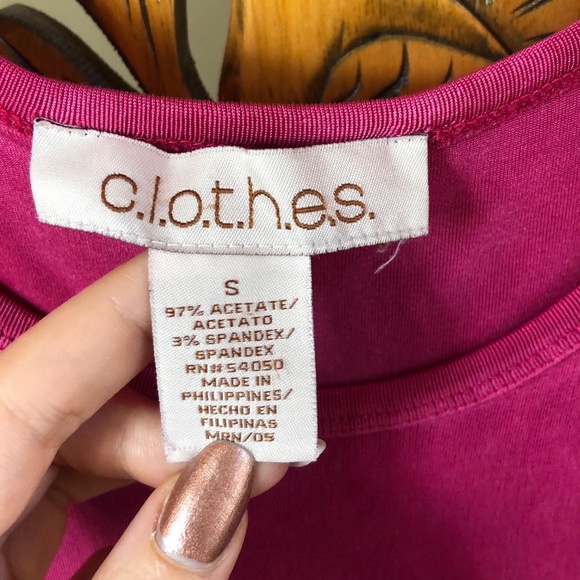 c.l.o.t.h.e.s.
S
97% ACETATE/
ACETATO
3% SPANDEX/
SPANDEX
RN# 54050
MADE IN
PHILIPPINES/
HECHO EN
FILIPINAS
MRN/05